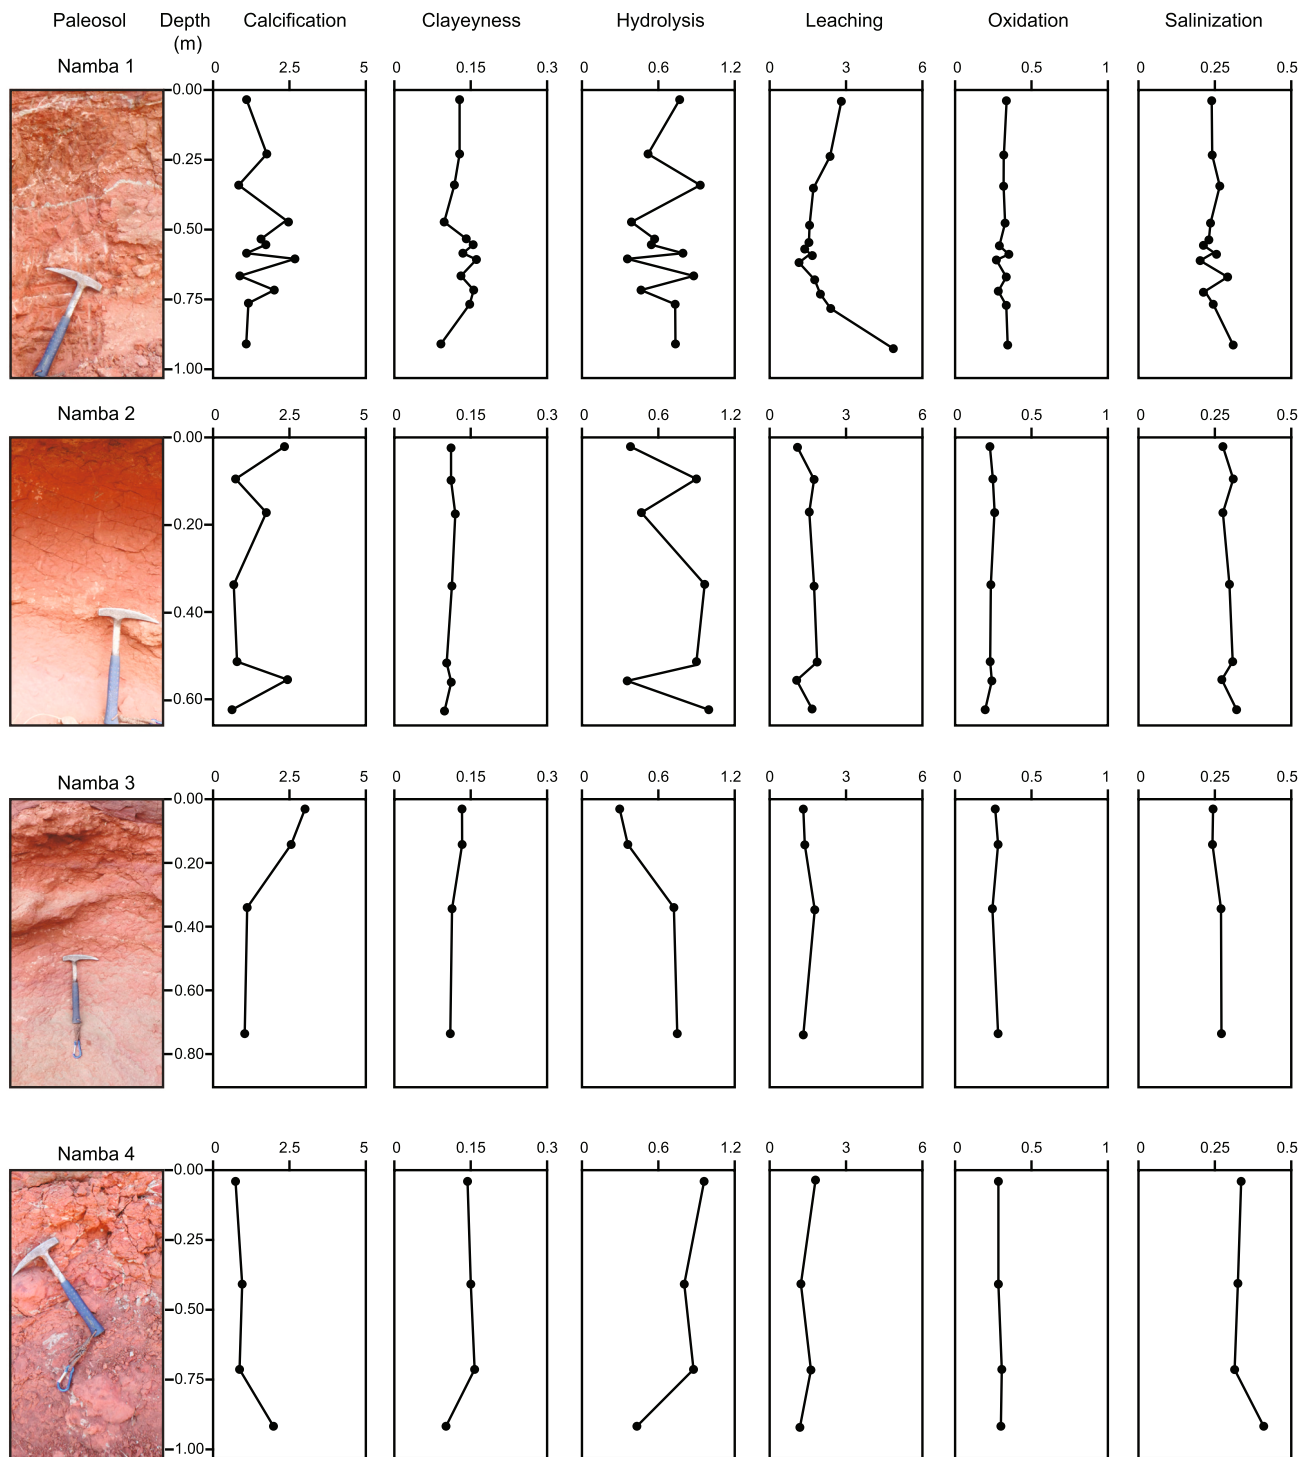 Paleosol Depth Calcification Clayeyness Hydrolysis Leaching Oxidation Salinization
(m)
Namba 1
0 2.5 5 0 0.15 0.3 0 0.6 1.2 0 3 6 0 0.5 1 0 0.25 0.5
0.00
0.25
0.50
0.75
1.00
Namba 2
0 2.5 5 0 0.15 0.3 0 0.6 1.2 0 3 6 0 0.5 1 0 0.25 0.5
0.00
0.20
0.40
0.60
Namba 3
0 2.5 5 0 0.15 0.3 0 0.6 1.2 0 3 6 0 0.5 1 0 0.25 0.5
0.00
0.20
0.40
0.60
0.80
Namba 4
0 2.5 5 0 0.15 0.3 0 0.6 1.2 0 3 6 0 0.5 1 0 0.25 0.5
0.00
0.25
0.50
0.75
1.00